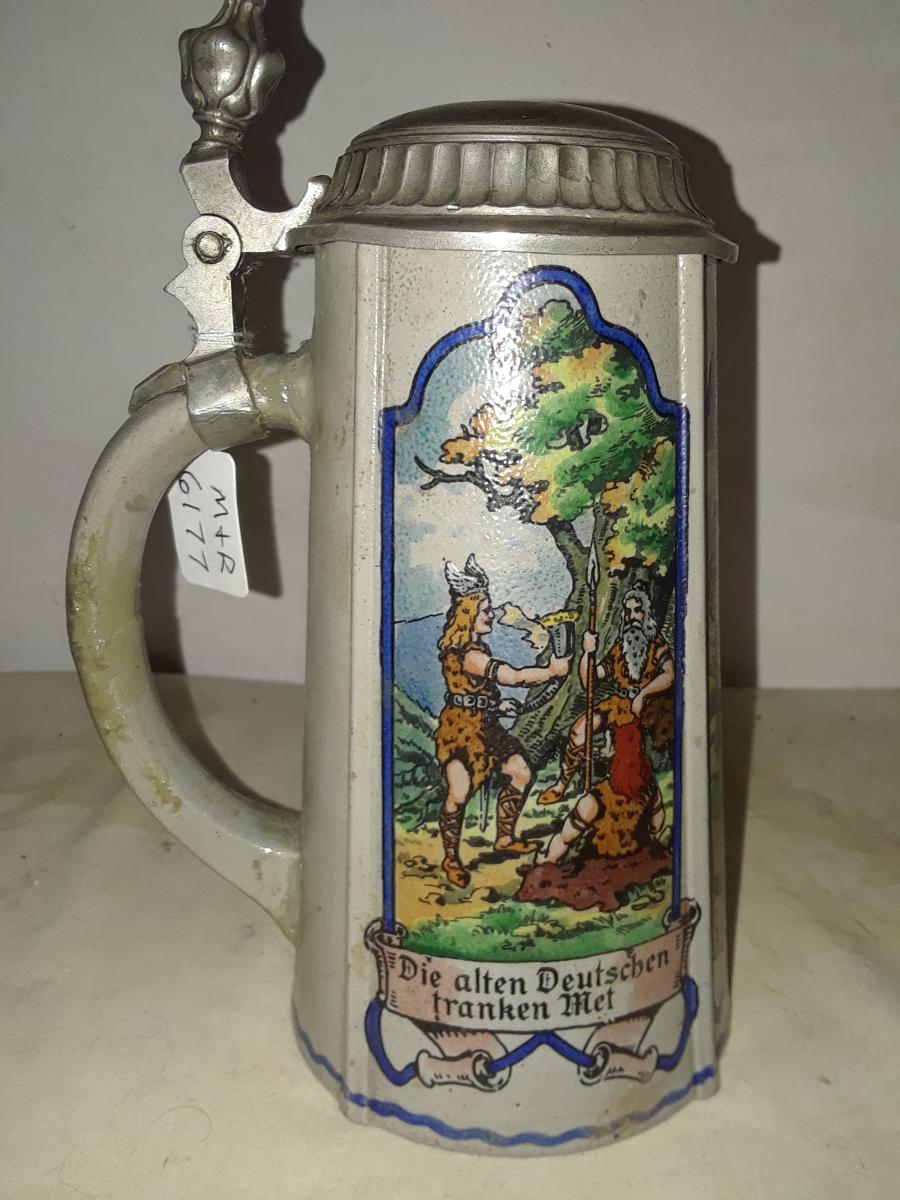 M+R
6177
Die alten Deutschen
tranken Met